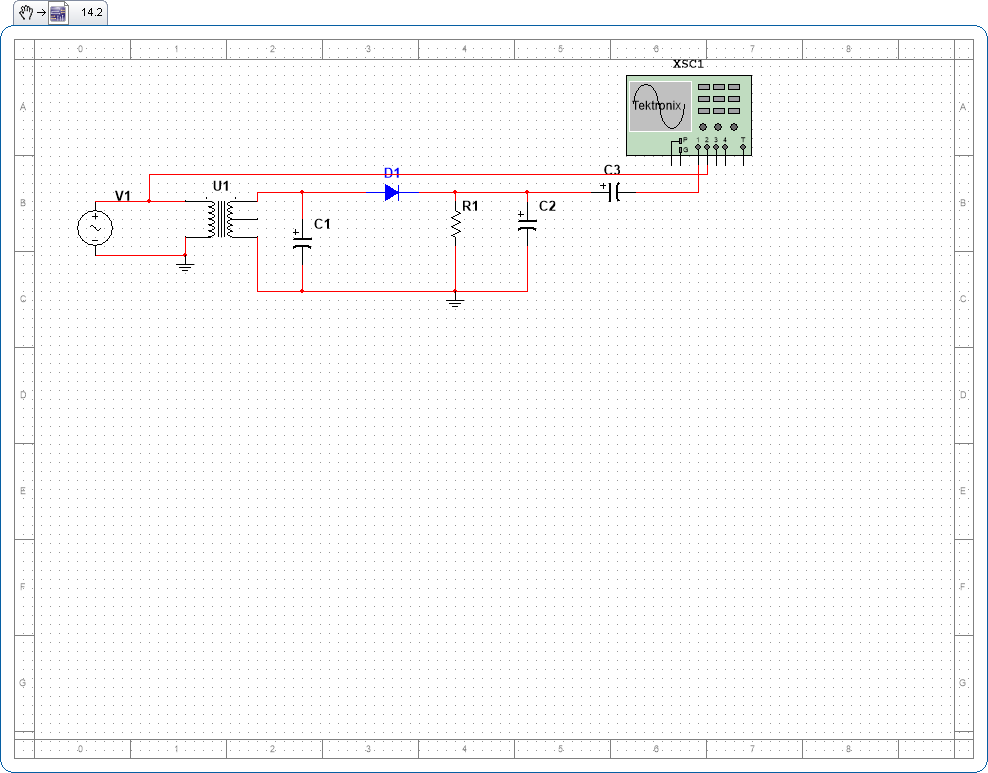 14.2
0 1 2 3 4 5 6 7 8
XSC1
A A
Tektronix
P
G
1 2 3 4 T
D1 C3
V1 U1
B B
R1 C2
C1
C C
D D
E E
F F
G G
0 1 2 3 4 5 6 7 8